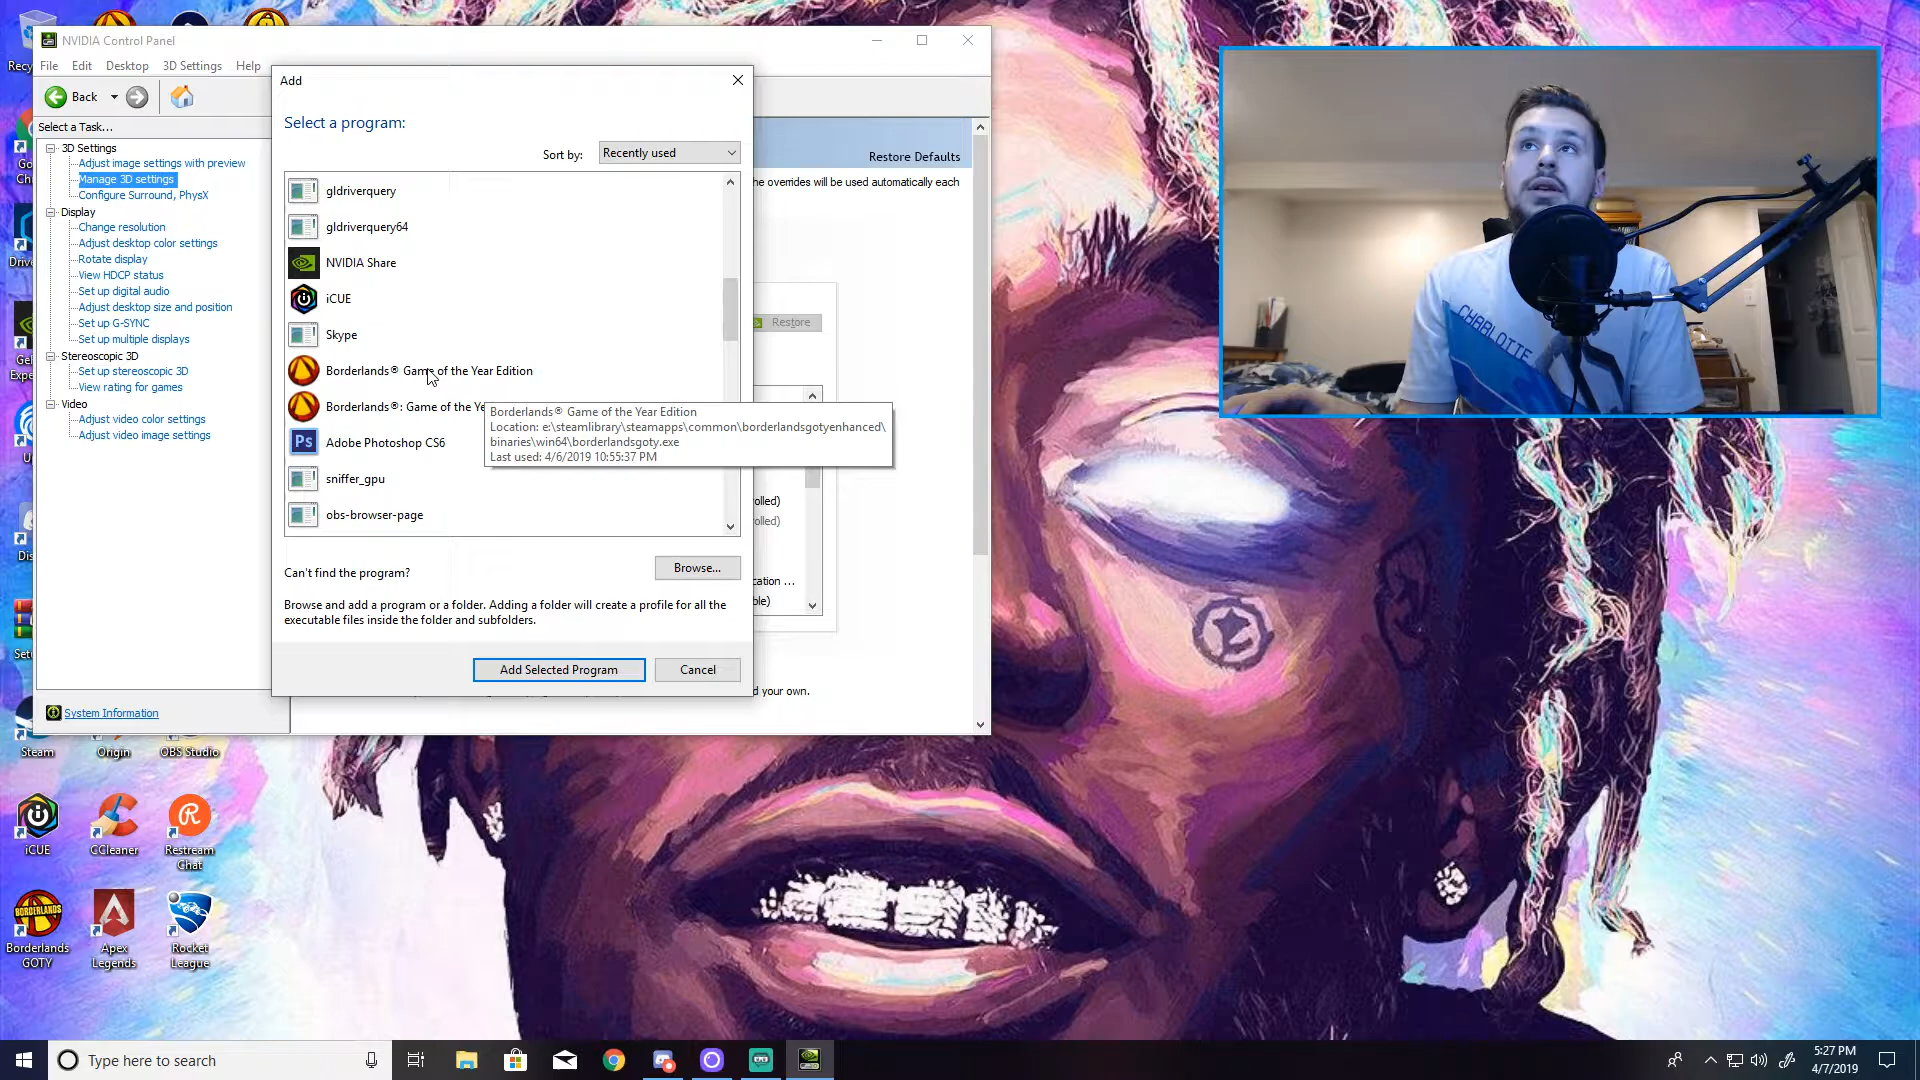 NVIDIA Control Panel
File Edit Desktop 3D Settings Help
Back
Select a Task...
3D Settings
Adjust image settings with preview
Manage 3D settings
Configure Surround, PhysX
Display
Change resolution
Adjust desktop color settings
Rotate display
View HDCP status
Set up digital audio
Adjust desktop size and position
Set up G-SYNC
Set up multiple displays
Stereoscopic 3D
Set up stereoscopic 3D
View rating for games
Video
Adjust video color settings
Adjust video image settings
System Information
Add
Select a program:
Sort by:
Recently used
gldriverquery
gldriverquery64
NVIDIA Share
iCUE
Skype
Borderlands® Game of the Year Edition
Borderlands®: Game of the Ye
Ps
Adobe Photoshop CS6
sniffer_gpu
obs-browser-page
Borderlands® Game of the Year Edition
Location: e:\steamlibrary\steamapps\common\borderlandsgotyenhanced\
binaries\win64\borderlandsgoty.exe
Last used: 4/6/2019 10:55:37 PM
Can't find the program?
Browse...
Browse and add a program or a folder. Adding a folder will create a profile for all the
executable files inside the folder and subfolders.
Add Selected Program
Cancel
Restore Defaults
he overrides will be used automatically each
Restore
olled)
olled)
cation ...
ble)
d your own.
CHARLOTTE
Steam
Origin
OBS Studio
iCUE
CCleaner
Restream
Chat
BORDERLANDS
Borderlands
GOTY
Apex
Legends
Rocket
League
Type here to search
5:27 PM
4/7/2019